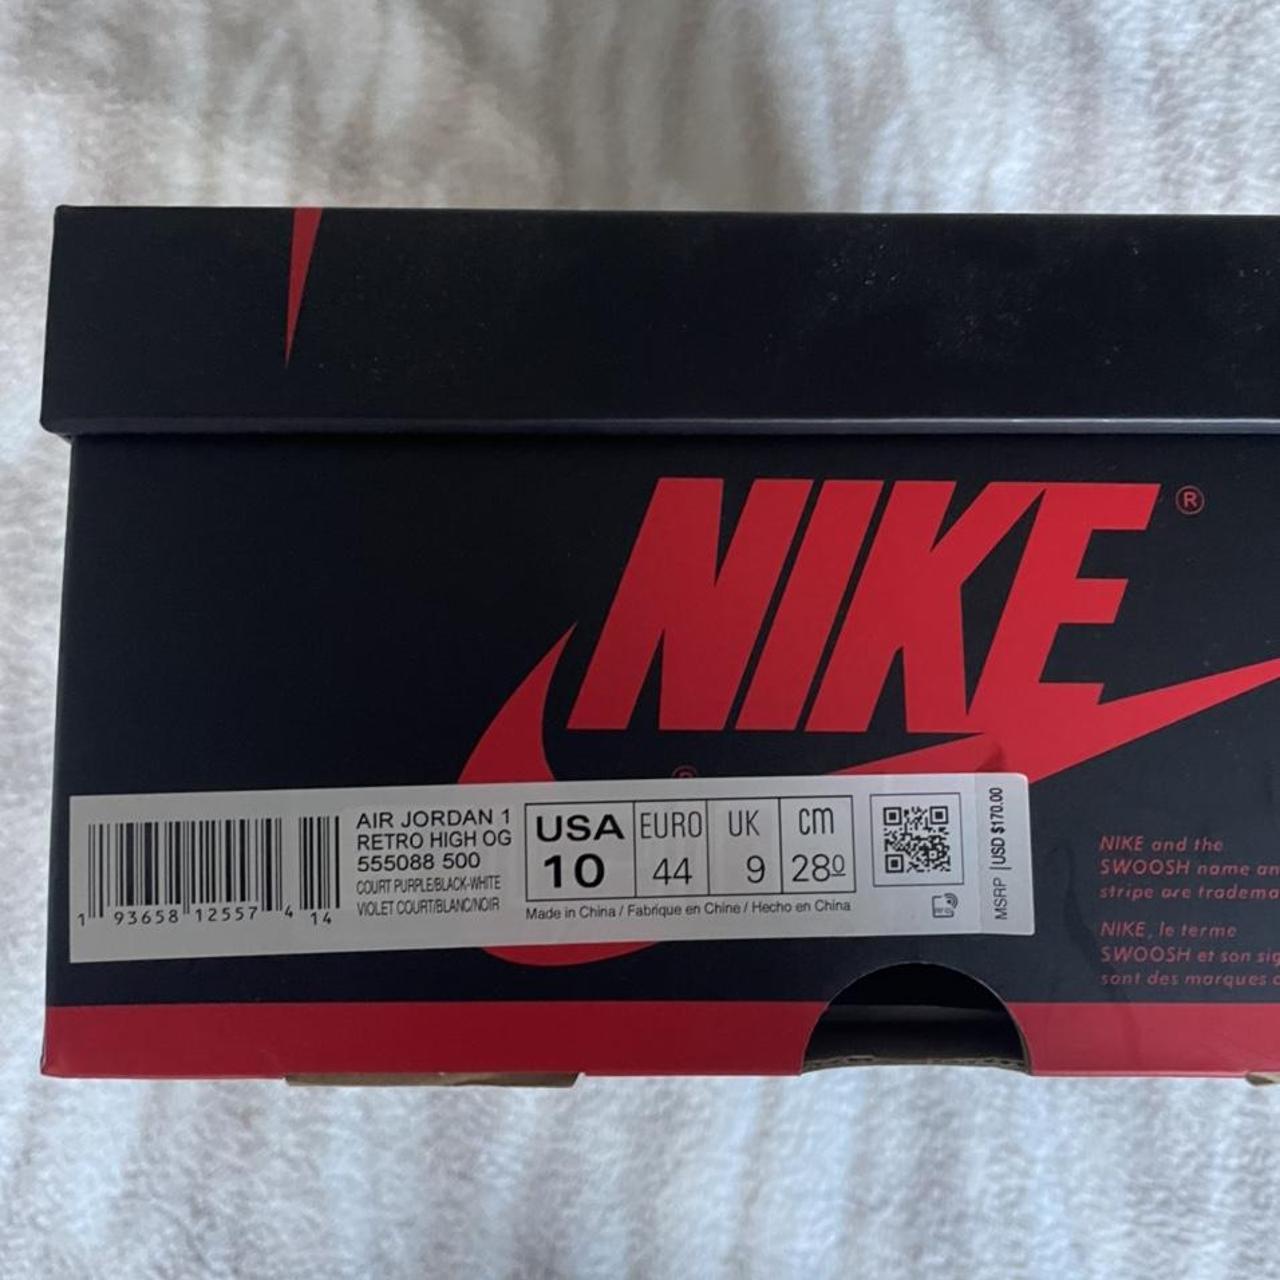 NIKE®
®
AIR JORDAN 1
RETRO HIGH OG
555088 500
COURT PURPLE/BLACK-WHITE
VIOLET COURT/BLANC/NOIR
1 93658 12557 4 14
USA EURO UK cm
10 44 9 280
Made in China / Fabriqué en Chine / Hecho en China
MSRP USD $170.00
NIKE and the
SWOOSH name an
stripe are tradema
NIKE, le terme
SWOOSH et son sig
sont des marques